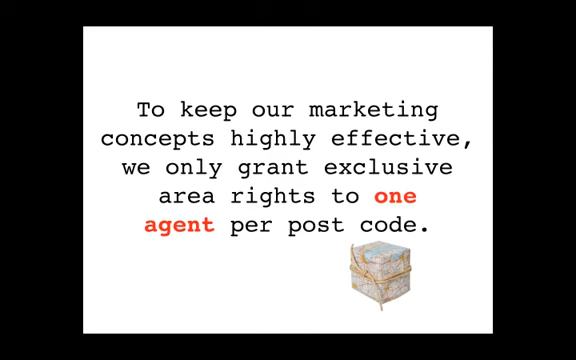 To keep our marketing
concepts highly effective,
we only grant exclusive
area rights to one
agent per post code.